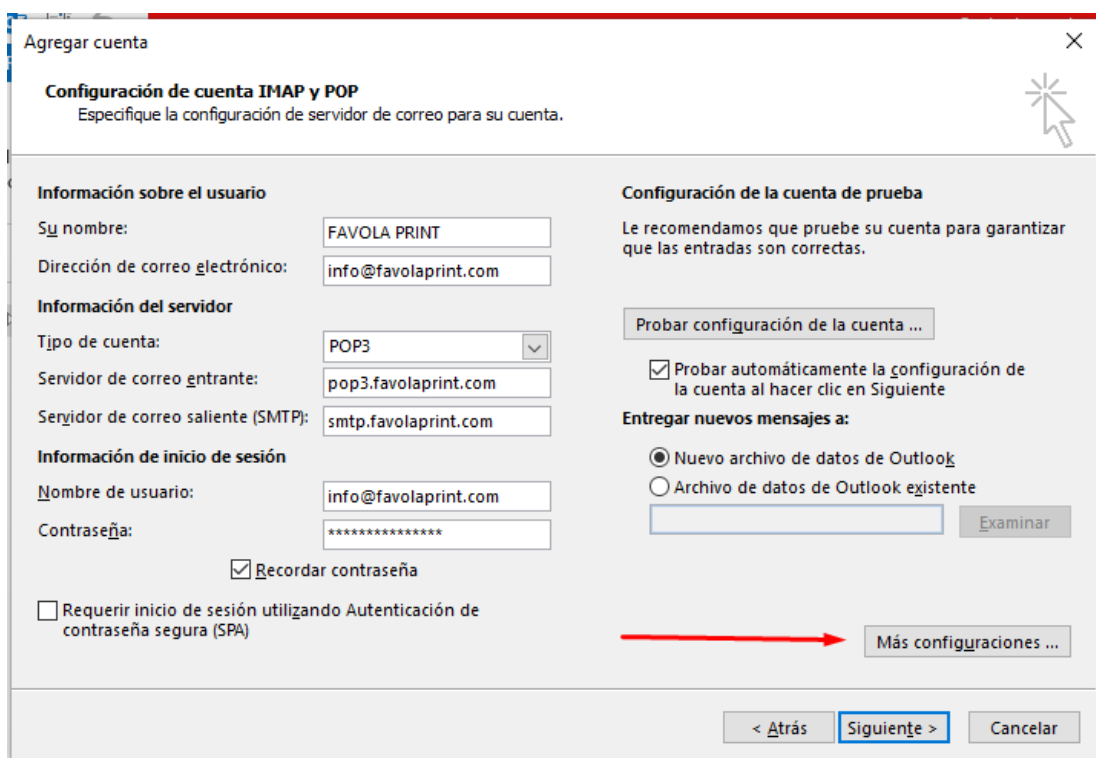 Agregar cuenta
Configuración de cuenta IMAP y POP
Especifique la configuración de servidor de correo para su cuenta.
Información sobre el usuario
Su nombre:
FAVOLA PRINT
Dirección de correo electrónico:
info@favolaprint.com
Información del servidor
Tipo de cuenta:
POP3
Servidor de correo entrante:
pop3.favolaprint.com
Servidor de correo saliente (SMTP):
smtp.favolaprint.com
Información de inicio de sesión
Nombre de usuario:
info@favolaprint.com
Contraseña:
***************
Recordar contraseña
Requerir inicio de sesión utilizando Autenticación de
contraseña segura (SPA)
Configuración de la cuenta de prueba
Le recomendamos que pruebe su cuenta para garantizar
que las entradas son correctas.
Probar configuración de la cuenta ...
Probar automáticamente la configuración de
la cuenta al hacer clic en Siguiente
Entregar nuevos mensajes a:
Nuevo archivo de datos de Outlook
Archivo de datos de Outlook existente
Examinar
Más configuraciones ...
< Atrás
Siguiente >
Cancelar